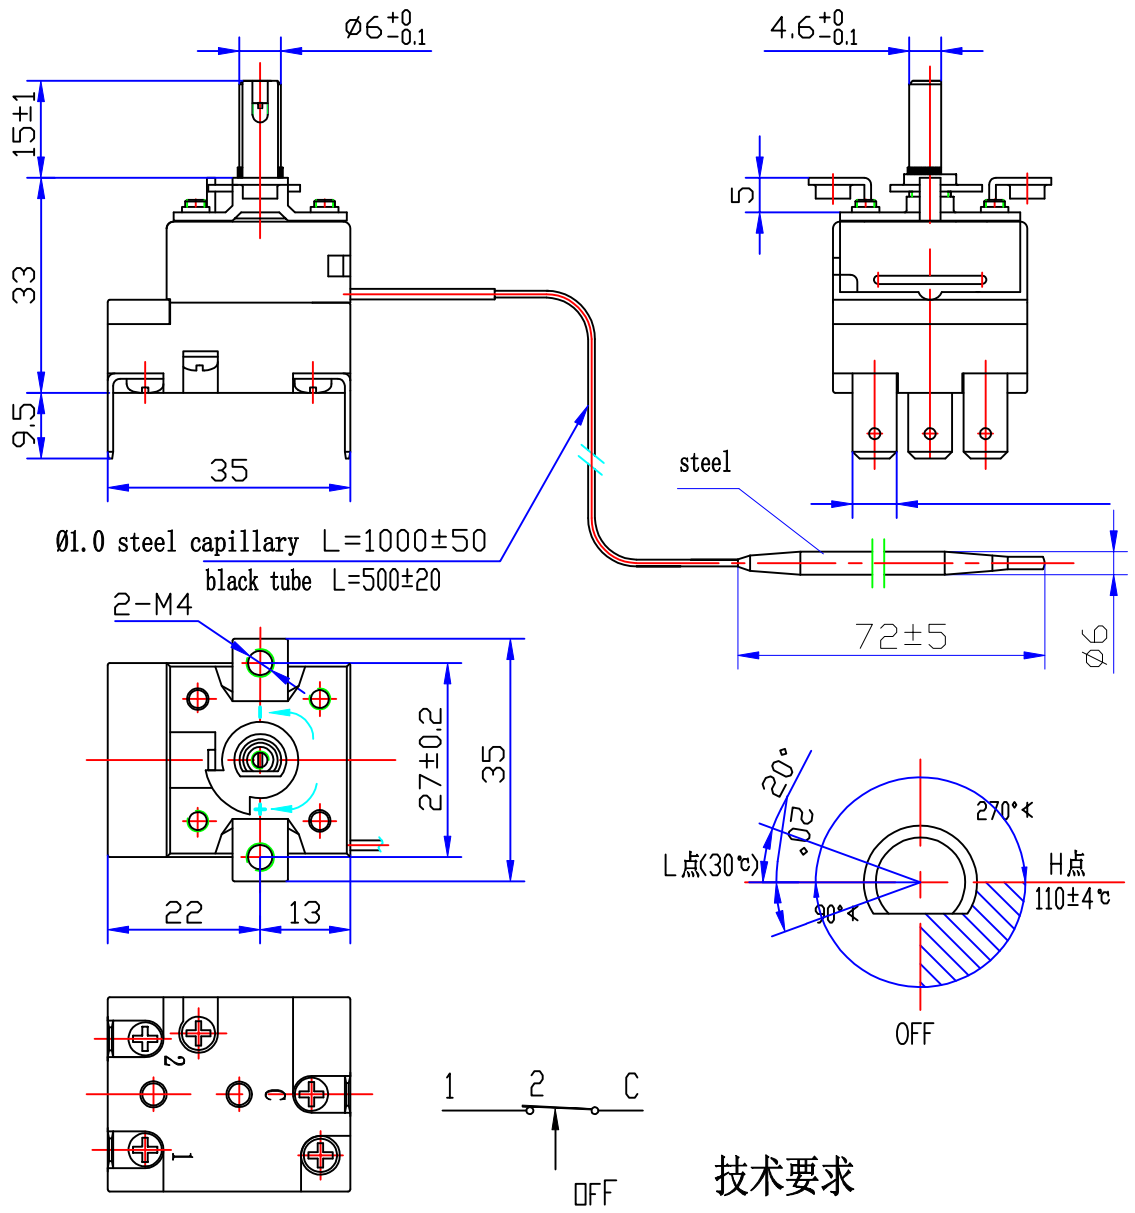 Ø6 +0 -0.1
4.6 +0 -0.1
15±1
5
33
9.5
35
steel
Ø1.0 steel capillary L=1000±50
black tube L=500±20
2-M4
72±5
Ø6
27±0.2
35
20°
20°
270°∢
L点(30℃)
H点
110±4℃
90°∢
22
13
OFF
2
C
1
1
2
C
OFF
技术要求